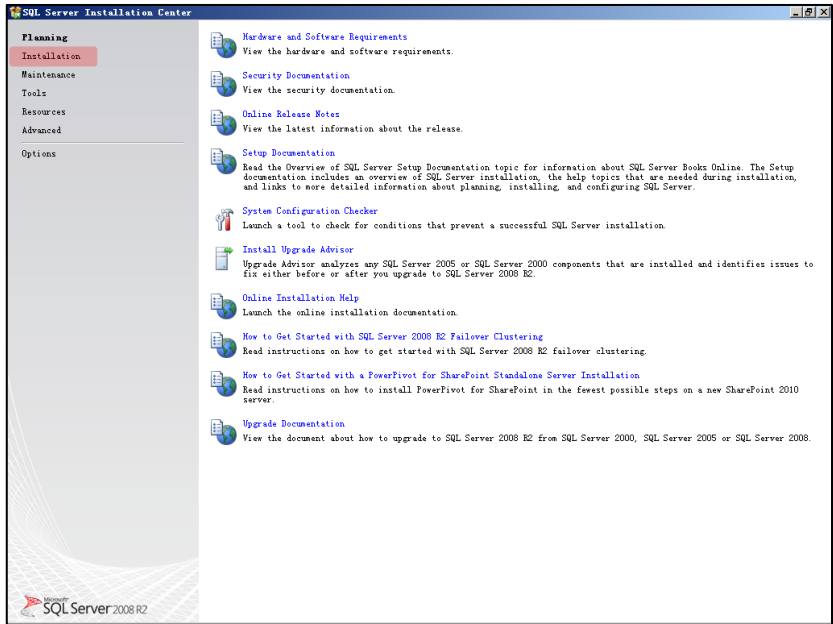 SQL Server Installation Center
Planning
Installation
Maintenance
Tools
Resources
Advanced
Options
Hardware and Software Requirements
View the hardware and software requirements.
Security Documentation
View the security documentation.
Online Release Notes
View the latest information about the release.
Setup Documentation
Read the Overview of SQL Server Setup Documentation topic for information about SQL Server Books Online. The Setup
documentation includes an overview of SQL Server installation, the help topics that are needed during installation,
and links to more detailed information about planning, installing, and configuring SQL Server.
System Configuration Checker
Launch a tool to check for conditions that prevent a successful SQL Server installation.
Install Upgrade Advisor
Upgrade Advisor analyzes any SQL Server 2005 or SQL Server 2000 components that are installed and identifies issues to
fix either before or after you upgrade to SQL Server 2008 R2.
Online Installation Help
Launch the online installation documentation.
How to Get Started with SQL Server 2008 R2 Failover Clustering
Read instructions on how to get started with SQL Server 2008 R2 failover clustering.
How to Get Started with a PowerPivot for SharePoint Standalone Server Installation
Read instructions on how to install PowerPivot for SharePoint in the fewest possible steps on a new SharePoint 2010
server.
Upgrade Documentation
View the document about how to upgrade to SQL Server 2008 R2 from SQL Server 2000, SQL Server 2005 or SQL Server 2008.
Microsoft
SQL Server 2008 R2